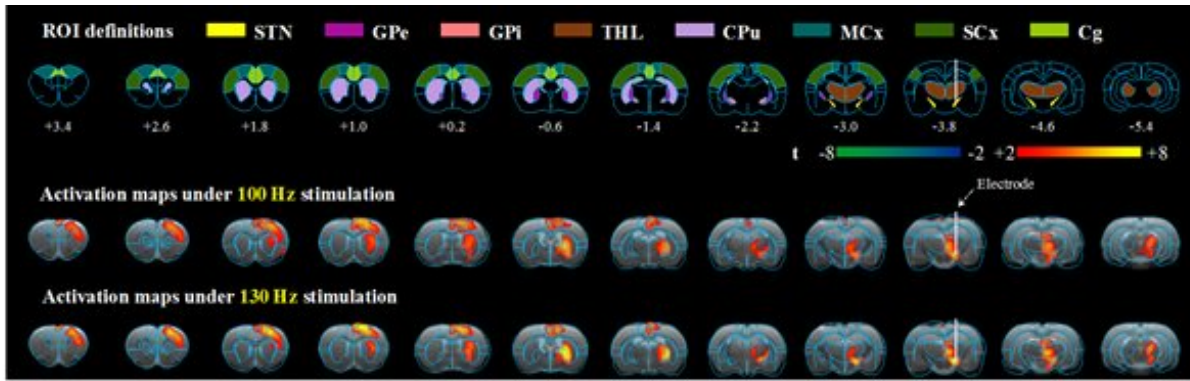 ROI definitions STN GPe GPi THL CPu MCx SCx Cg
+3.4 +2.6 +1.8 +1.0 +0.2 -0.6 -1.4 -2.2 -3.0 -3.8 -4.6 -5.4
t -8 -2 +2 +8
Activation maps under 100 Hz stimulation
Electrode
Activation maps under 130 Hz stimulation